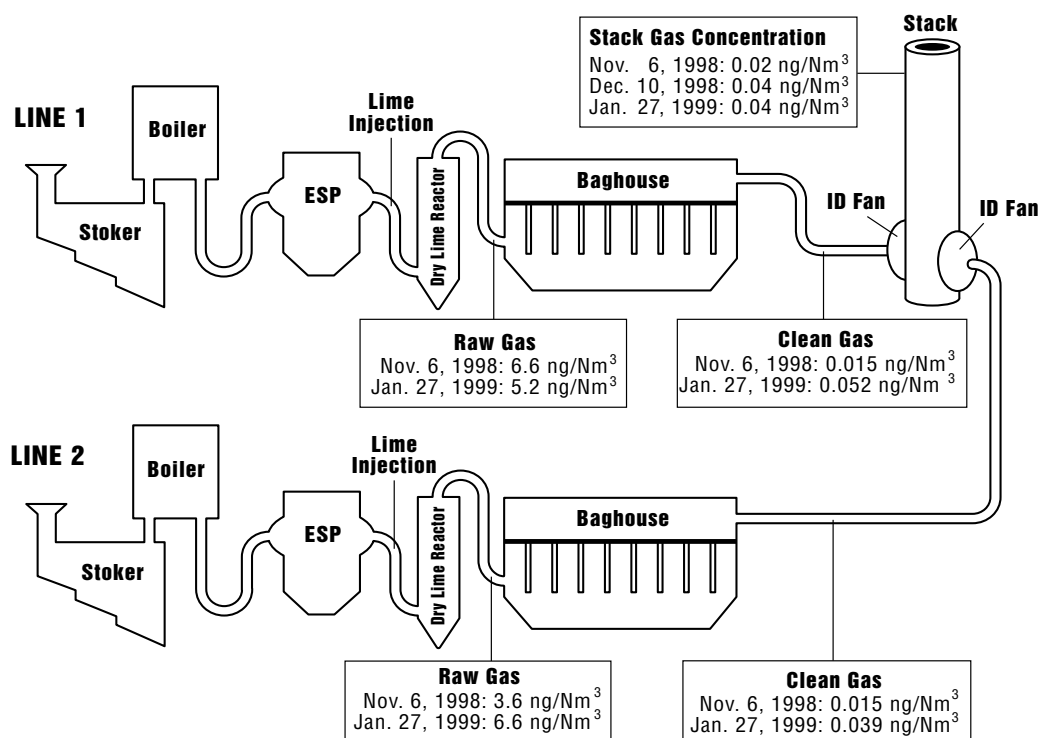 Stack
Stack Gas Concentration
Nov. 6, 1998: 0.02 ng/Nm³
Dec. 10, 1998: 0.04 ng/Nm³
Jan. 27, 1999: 0.04 ng/Nm³
LINE 1
Boiler
Lime
Injection
ESP
Stoker
Dry Lime Reactor
Baghouse
ID Fan
ID Fan
Raw Gas
Nov. 6, 1998: 6.6 ng/Nm³
Jan. 27, 1999: 5.2 ng/Nm³
Clean Gas
Nov. 6, 1998: 0.015 ng/Nm³
Jan. 27, 1999: 0.052 ng/Nm ³
LINE 2
Boiler
Lime
Injection
ESP
Stoker
Dry Lime Reactor
Baghouse
Raw Gas
Nov. 6, 1998: 3.6 ng/Nm³
Jan. 27, 1999: 6.6 ng/Nm³
Clean Gas
Nov. 6, 1998: 0.015 ng/Nm³
Jan. 27, 1999: 0.039 ng/Nm³